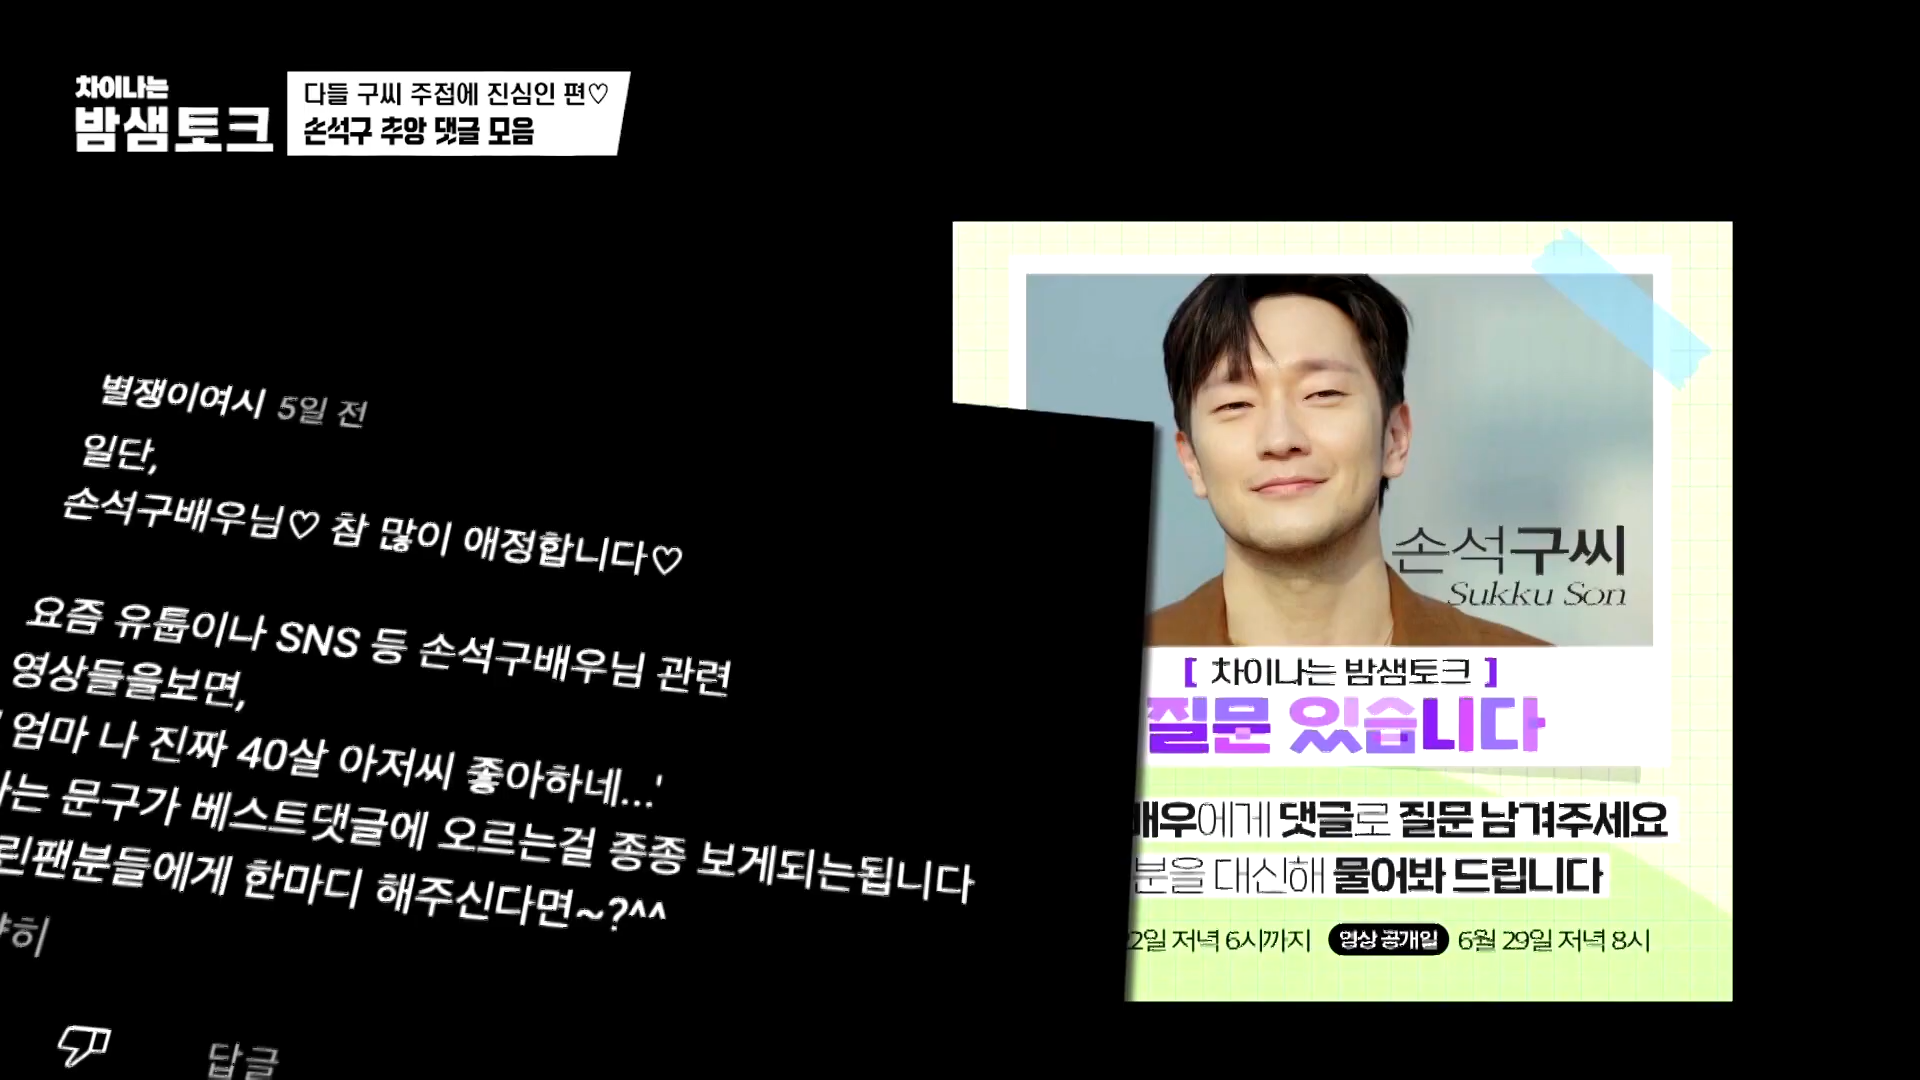 차이나는
밤샘토크
다들 구씨 주접에 진심인 편♡
손석구 추앙 댓글 모음
별쟁이여시 5일 전
일단,
손석구배우님♡ 참 많이 애정합니다♡
요즘 유튭이나 SNS 등 손석구배우님 관련
영상들을보면,
' 엄마 나 진짜 40살 아저씨 좋아하네...'
는 문구가 베스트댓글에 오르는걸 종종 보게되는됩니다
린팬분들에게 한마디 해주신다면~?^^
히
답글
손석구씨
Sukku Son
[ 차이나는 밤샘토크 ]
질문 있습니다
배우에게 댓글로 질문 남겨주세요
분을 대신해 물어봐 드립니다
2일 저녁 6시까지 영상 공개일 6월 29일 저녁 8시